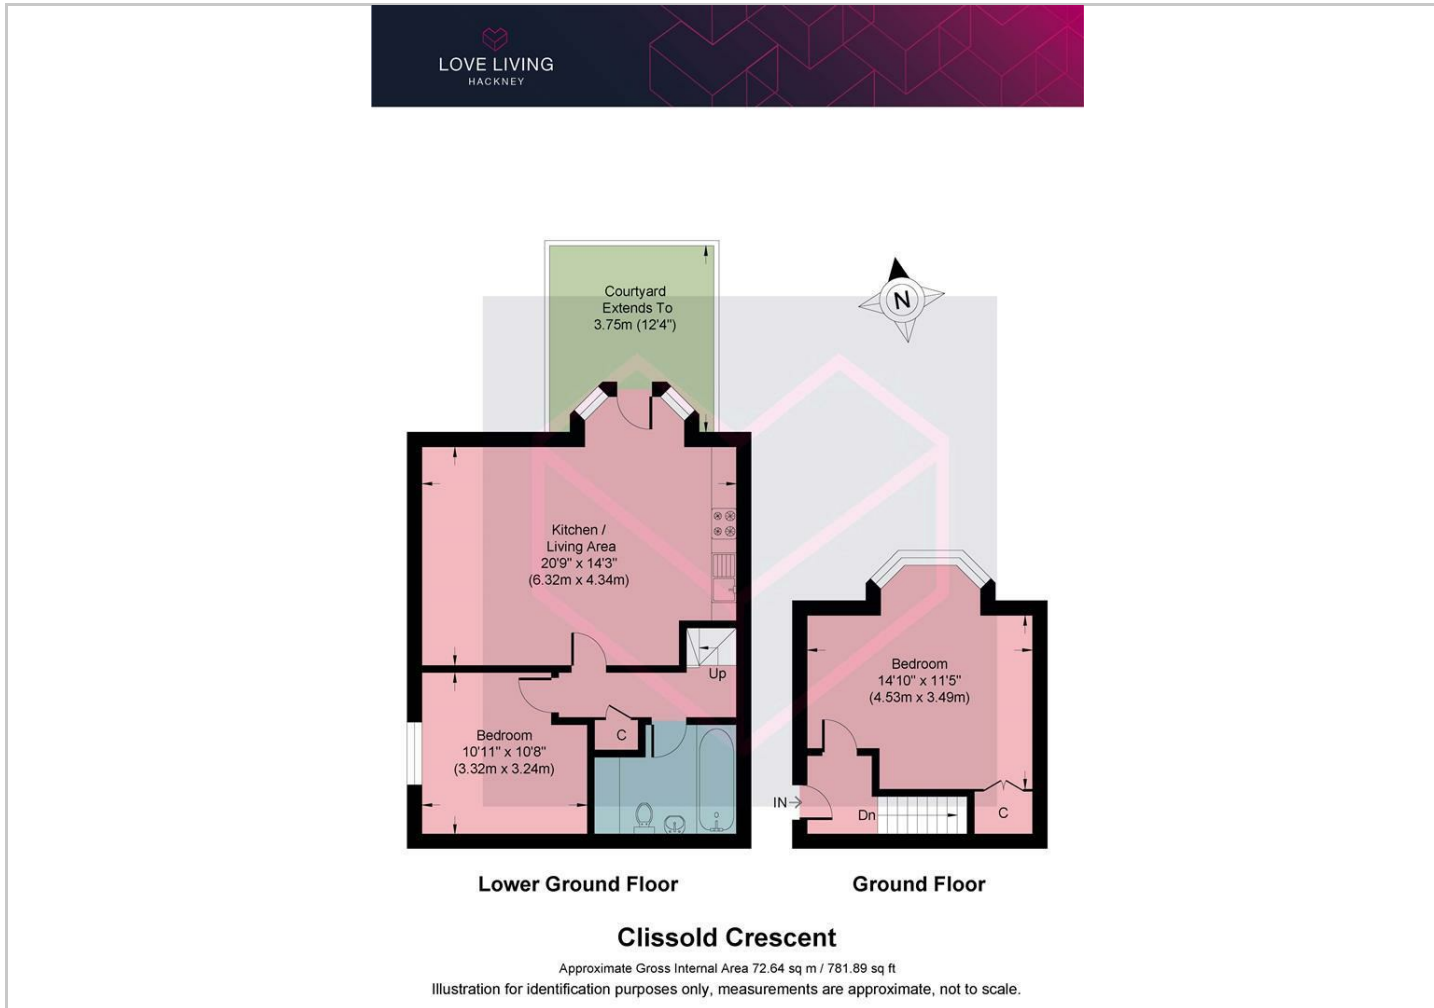 LOVE LIVING
HACKNEY
Courtyard
Extends To
3.75m (12'4")
N
Kitchen /
Living Area
20'9" x 14'3"
(6.32m x 4.34m)
Up
Bedroom
10'11" x 10'8"
(3.32m x 3.24m)
C
Bedroom
14'10" x 11'5"
(4.53m x 3.49m)
IN
Dn
C
Lower Ground Floor
Ground Floor
Clissold Crescent
Approximate Gross Internal Area 72.64 sq m / 781.89 sq ft
Illustration for identification purposes only, measurements are approximate, not to scale.